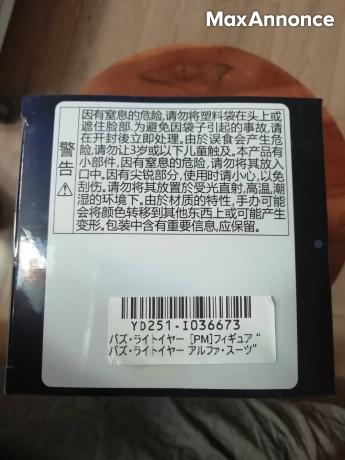 MaxAnnonce
警告
因有窒息的危险,请勿将塑料袋在头上或
遮住脸部.为避免因袋子引起的事故,请
在开封后立即处理.由於误食会产生危
险,请勿让3岁或以下儿童触及.本产品有
小部件.因有窒息的危险,请勿将其放入
口中.因有尖锐部分,使用时请小心,以免
刮伤.请勿将其放置於受光直射,高温,潮
湿的环境下.由於材质的特性,手办可能
会将颜色转移到其他东西上或可能产生
变形.包装中含有重要信息,应保留.
YD251-I036673
バズ・ライトイヤー [PM]フィギュア“
バズ・ライトイヤー アルファ・スーツ”